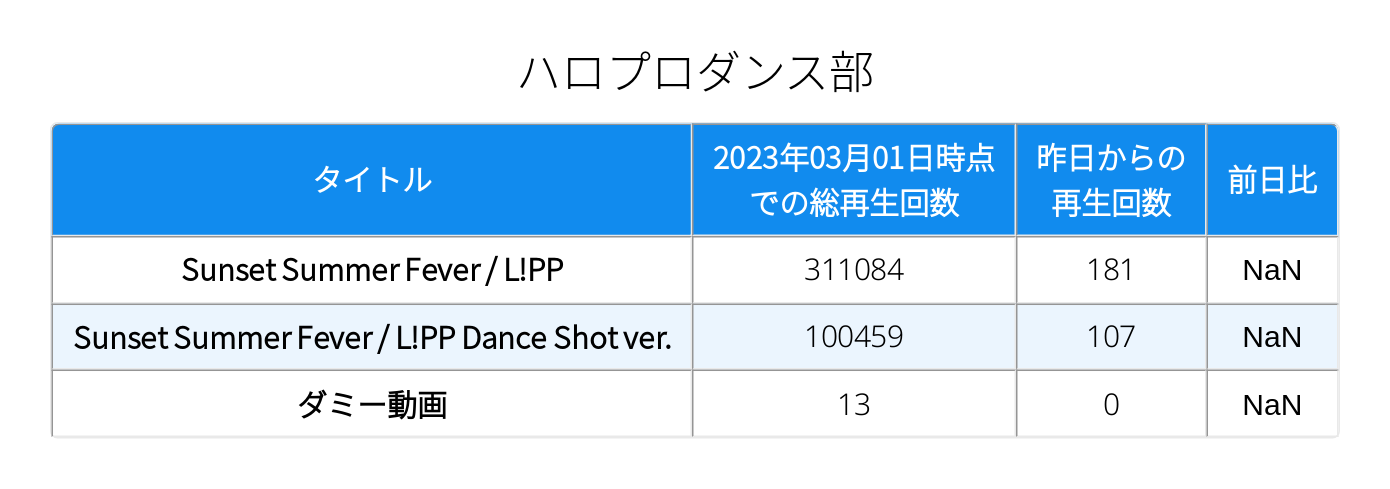 ハロプロダンス部
タイトル
2023年03月01日時点
での総再生回数
昨日からの
再生回数
前日比
Sunset Summer Fever / L!PP
311084
181
NaN
Sunset Summer Fever / L!PP Dance Shot ver.
100459
107
NaN
ダミー動画
13
0
NaN